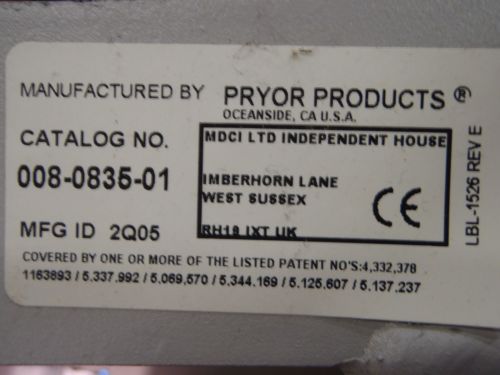 MANUFACTURED BY PRYOR PRODUCTS ®
OCEANSIDE, CA U.S.A.
CATALOG NO.
008-0835-01
MFG ID 2Q05
MDCI LTD INDEPENDENT HOUSE
IMBERHORN LANE
WEST SUSSEX
RH19 IXT UK
CE
COVERED BY ONE OR MORE OF THE LISTED PATENT NO'S:4,332,378
1163893 / 5.337.992 / 5.069,570 / 5.344.169 / 5.125.607 / 5.137.237
LBL-1526 REV E